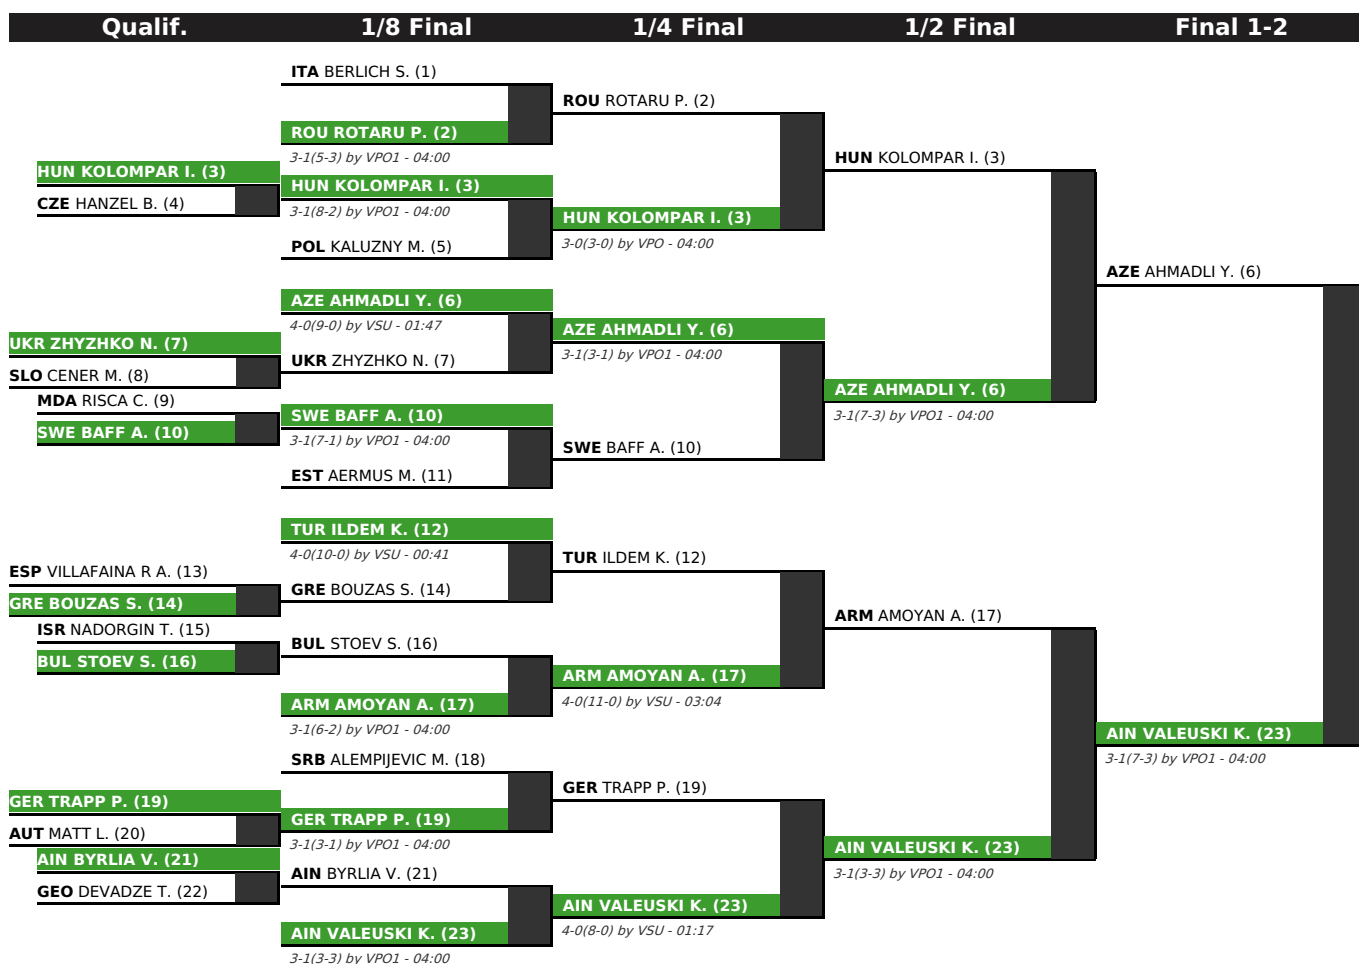 Qualif.
1/8 Final
1/4 Final
1/2 Final
Final 1-2
HUN KOLOMPAR I. (3)
CZE HANZEL B. (4)
UKR ZHYZHKO N. (7)
SLO CENER M. (8)
MDA RISCA C. (9)
SWE BAFF A. (10)
ESP VILLAFAINA R A. (13)
GRE BOUZAS S. (14)
ISR NADORGIN T. (15)
BUL STOEV S. (16)
GER TRAPP P. (19)
AUT MATT L. (20)
AIN BYRLIA V. (21)
GEO DEVADZE T. (22)
ITA BERLICH S. (1)
ROU ROTARU P. (2)
3-1(5-3) by VPO1 - 04:00
HUN KOLOMPAR I. (3)
3-1(8-2) by VPO1 - 04:00
POL KALUZNY M. (5)
AZE AHMADLI Y. (6)
4-0(9-0) by VSU - 01:47
UKR ZHYZHKO N. (7)
SWE BAFF A. (10)
3-1(7-1) by VPO1 - 04:00
EST AERMUS M. (11)
TUR ILDEM K. (12)
4-0(10-0) by VSU - 00:41
GRE BOUZAS S. (14)
BUL STOEV S. (16)
ARM AMOYAN A. (17)
3-1(6-2) by VPO1 - 04:00
SRB ALEMPIJEVIC M. (18)
GER TRAPP P. (19)
3-1(3-1) by VPO1 - 04:00
AIN BYRLIA V. (21)
AIN VALEUSKI K. (23)
3-1(3-3) by VPO1 - 04:00
ROU ROTARU P. (2)
HUN KOLOMPAR I. (3)
3-0(3-0) by VPO - 04:00
AZE AHMADLI Y. (6)
3-1(3-1) by VPO1 - 04:00
SWE BAFF A. (10)
TUR ILDEM K. (12)
ARM AMOYAN A. (17)
4-0(11-0) by VSU - 03:04
GER TRAPP P. (19)
AIN VALEUSKI K. (23)
4-0(8-0) by VSU - 01:17
HUN KOLOMPAR I. (3)
AZE AHMADLI Y. (6)
3-1(7-3) by VPO1 - 04:00
ARM AMOYAN A. (17)
AIN VALEUSKI K. (23)
3-1(3-3) by VPO1 - 04:00
AZE AHMADLI Y. (6)
AIN VALEUSKI K. (23)
3-1(7-3) by VPO1 - 04:00